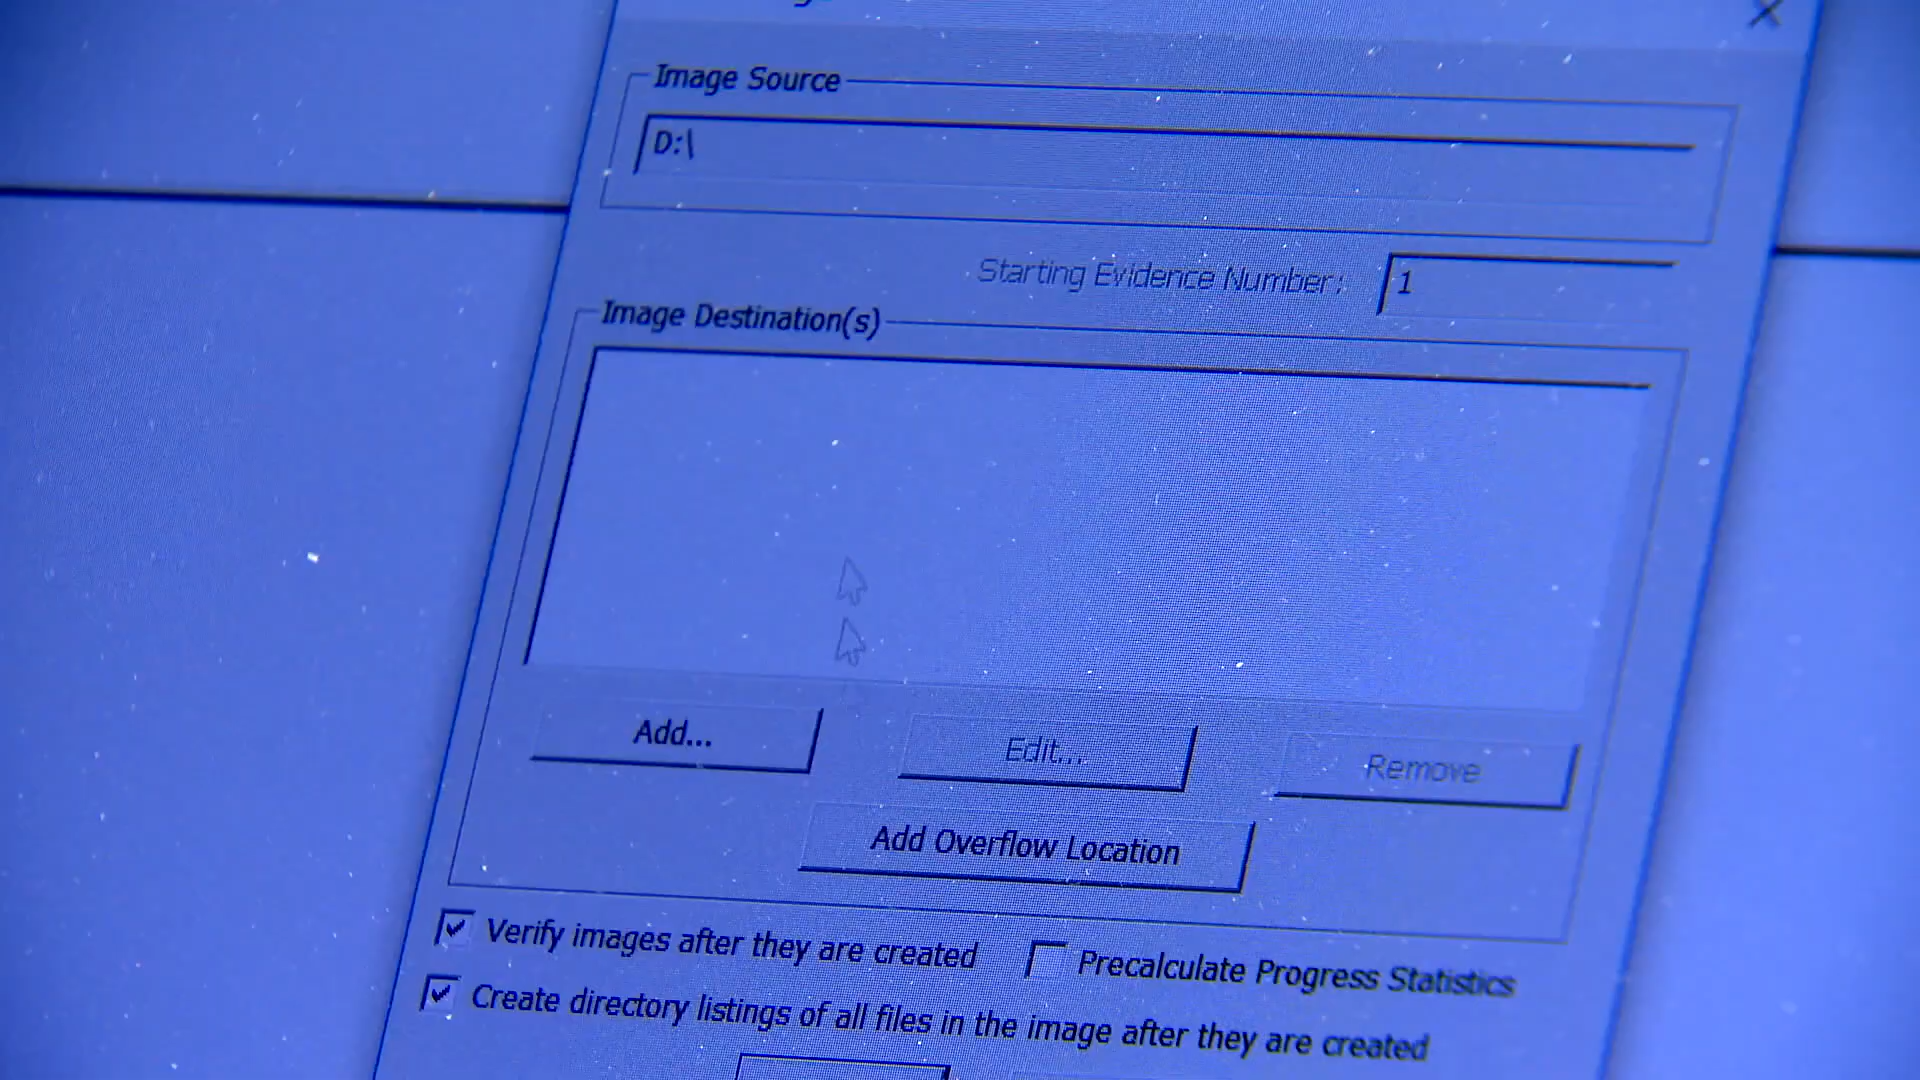 Image Source
D:\
Starting Evidence Number: 1
Image Destination(s)
Add... Edit... Remove
Add Overflow Location
Verify images after they are created Precalculate Progress Statistics
Create directory listings of all files in the image after they are created